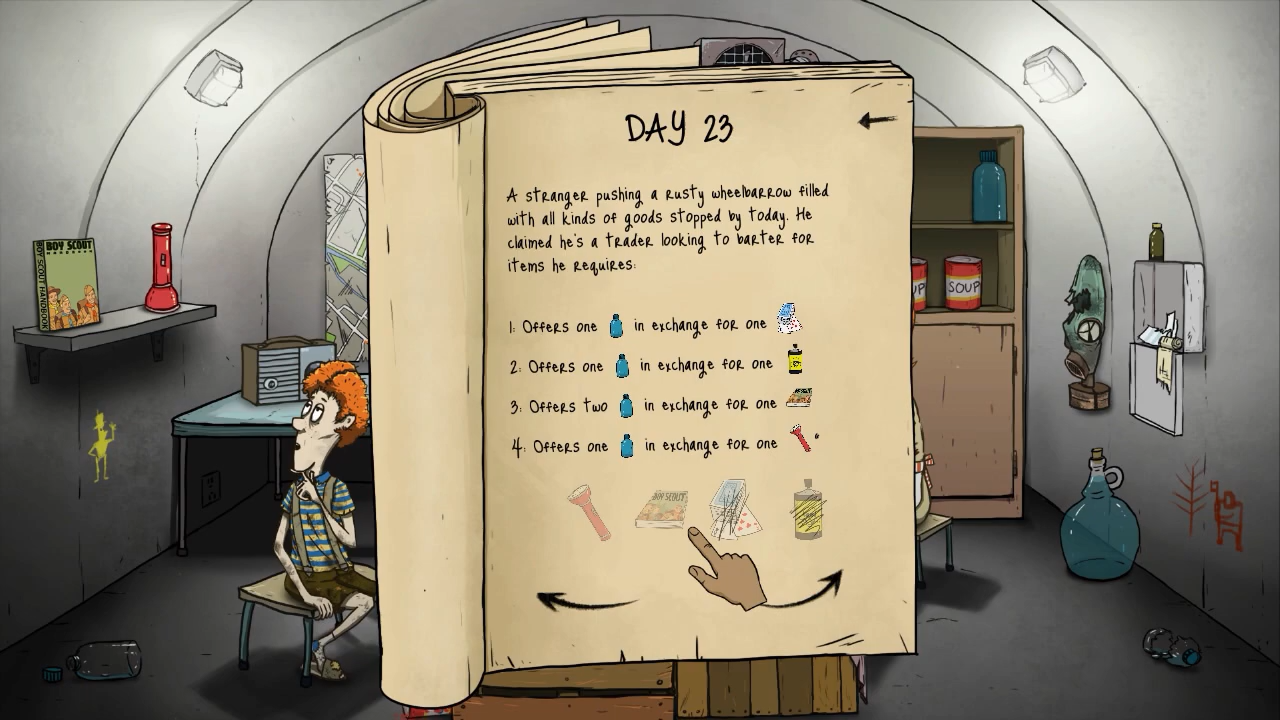 DAY 23
A stranger pushing a rusty wheelbarrow filled
with all kinds of goods stopped by today. He
claimed he's a trader looking to barter for
items he requires:
1: Offers one in exchange for one
2: Offers one in exchange for one
3: Offers two in exchange for one
4: Offers one in exchange for one .
BOY SCOUT
BOY SCOUT HANDBOOK
BOY SCOUT
UP
SOUP